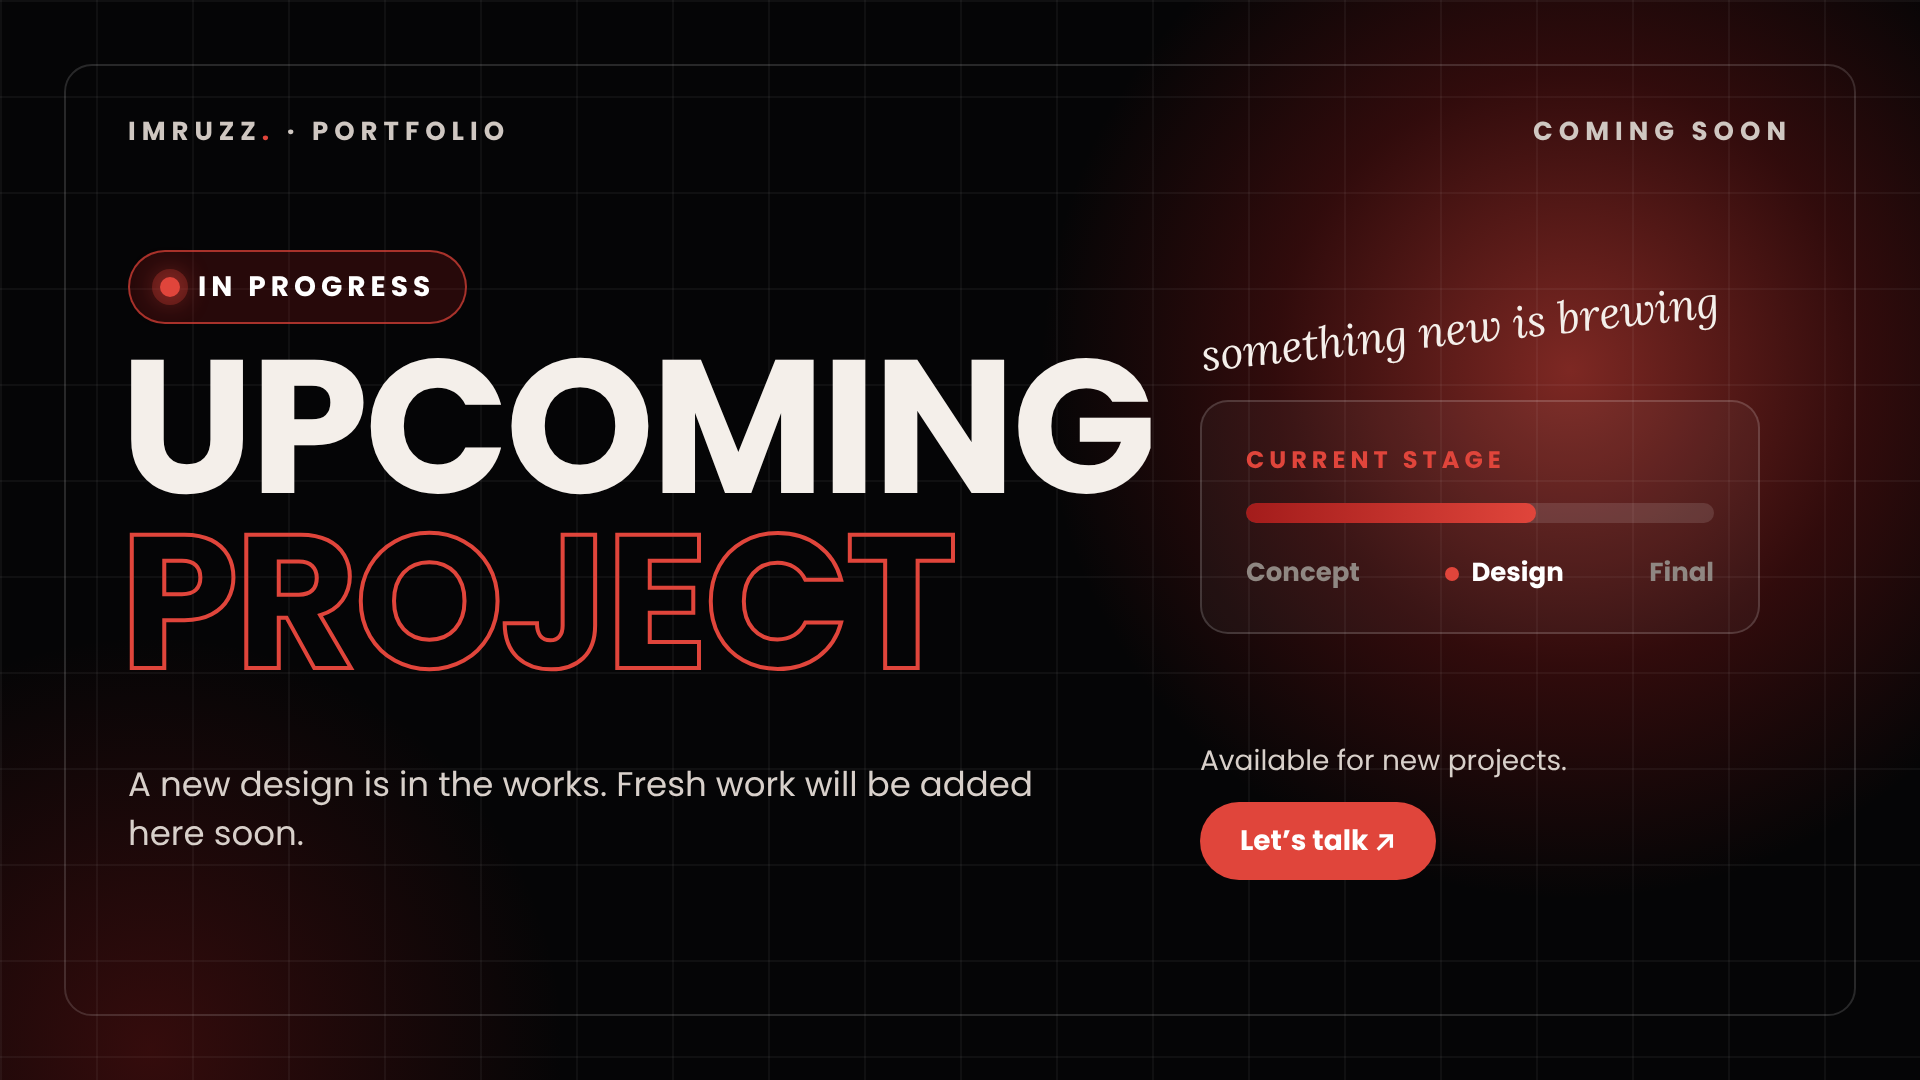 IMRUZZ. · PORTFOLIO
COMING SOON
IN PROGRESS
UPCOMING
PROJECT
A new design is in the works. Fresh work will be added
here soon.
something new is brewing
CURRENT STAGE
Concept
Design
Final
Available for new projects.
Let’s talk ↗